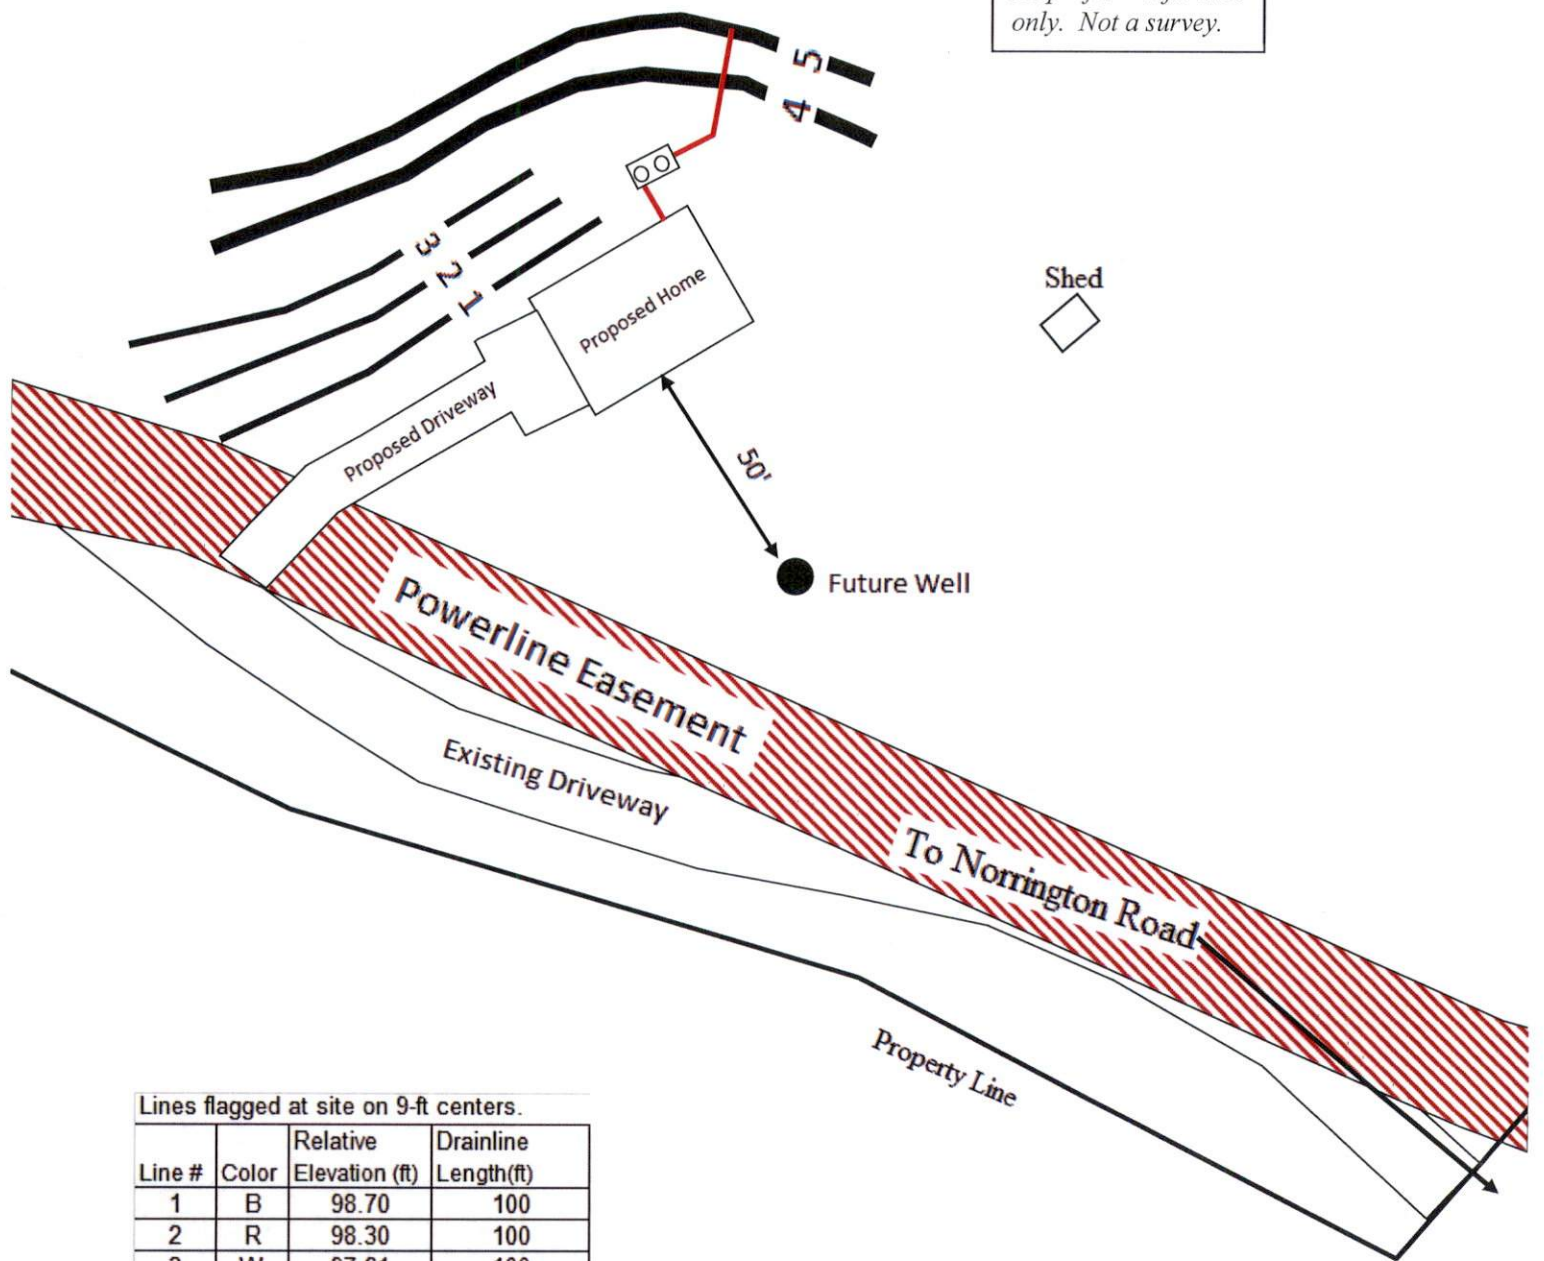 only. Not a survey.
5
4
3
2
1
Shed
Proposed Home
Proposed Driveway
50'
Future Well
Powerline Easement
Existing Driveway
To Norrington Road
Property Line
Lines flagged at site on 9-ft centers.
Line # Color Relative Elevation (ft) Drainline Length(ft)
1 B 98.70 100
2 R 98.30 100